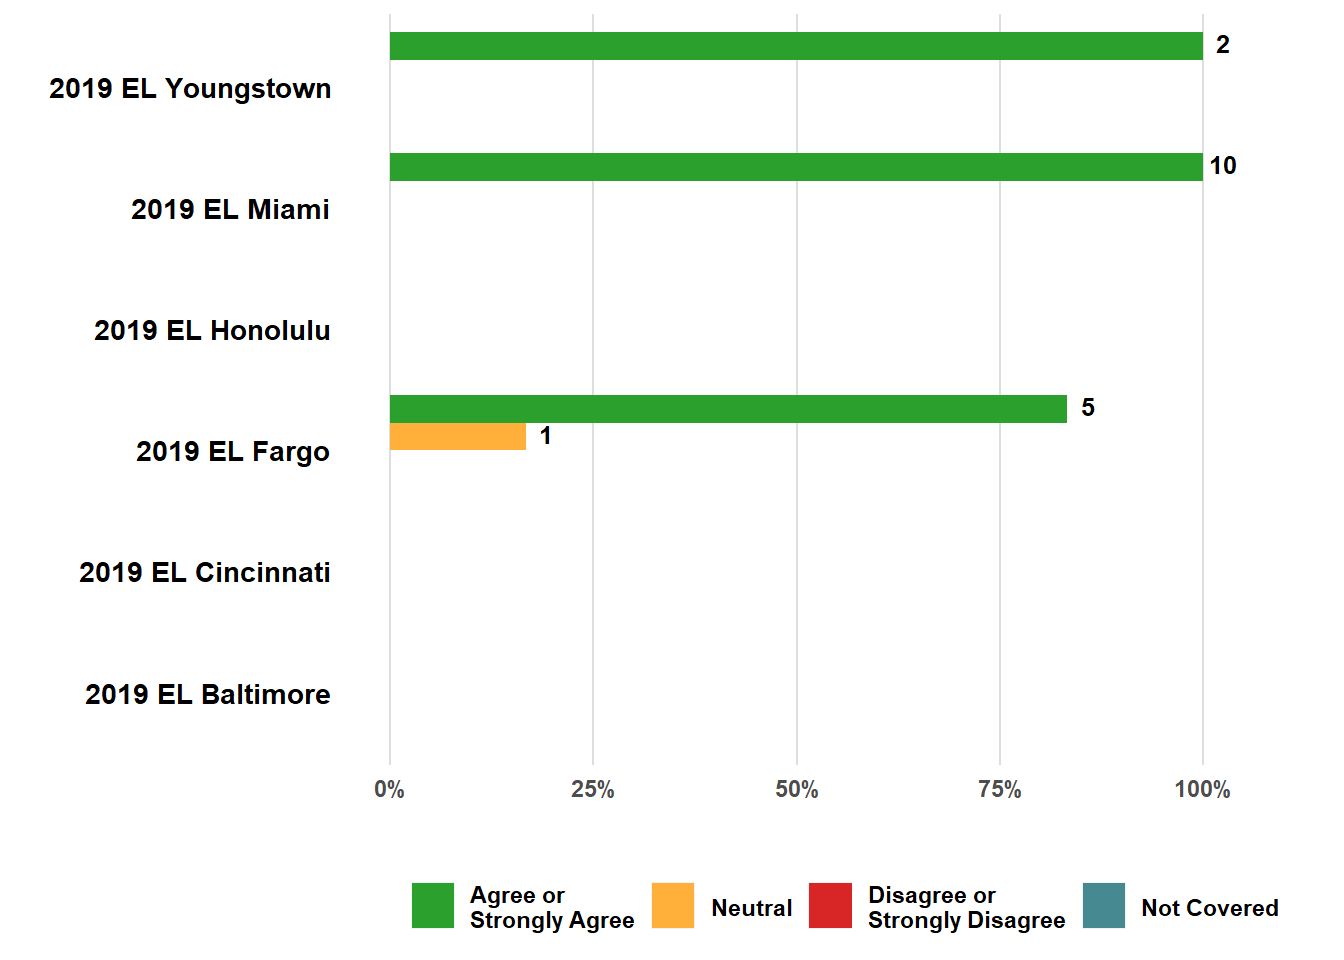 2
2019 EL Youngstown
10
2019 EL Miami
2019 EL Honolulu
5
1
2019 EL Fargo
2019 EL Cincinnati
2019 EL Baltimore
0% 25% 50% 75% 100%
Agree or
Strongly Agree
Neutral
Disagree or
Strongly Disagree
Not Covered